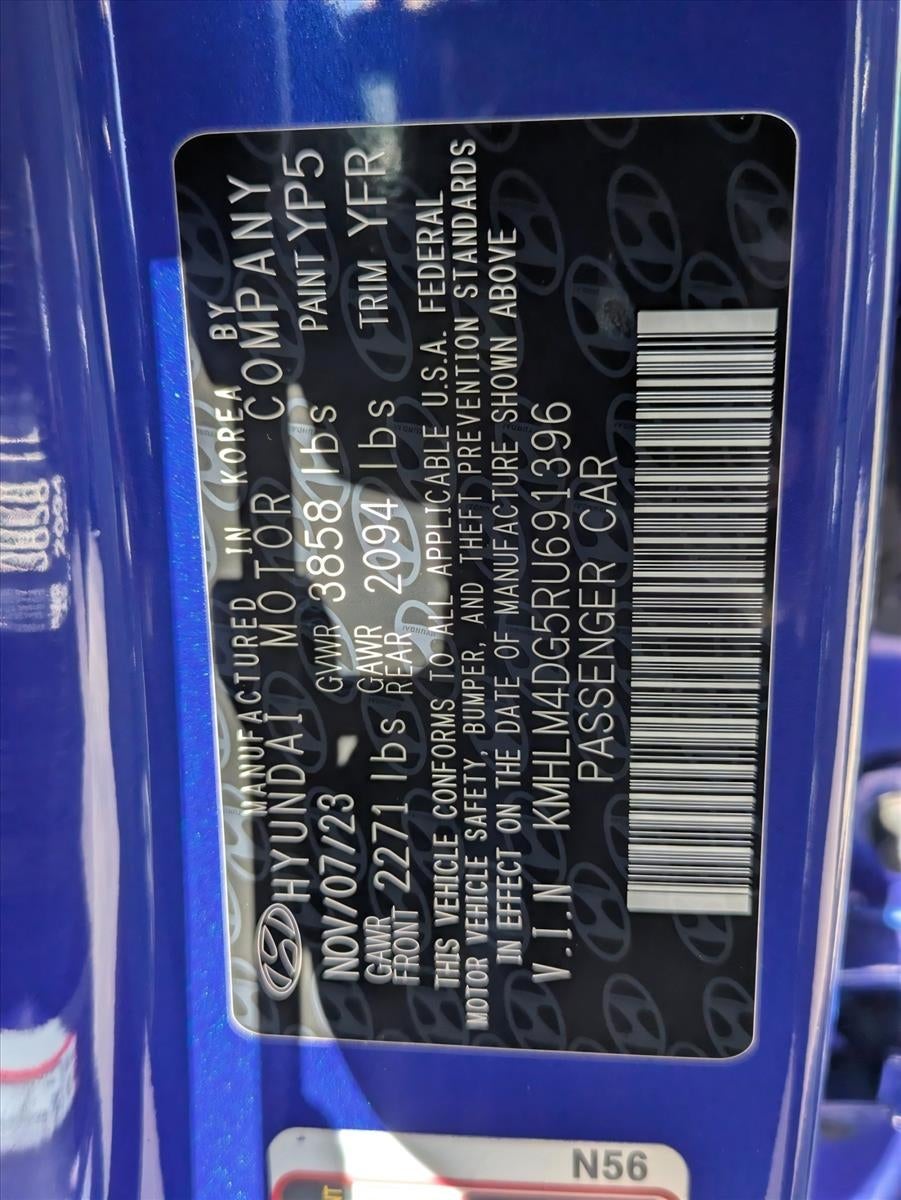 MANUFACTURED IN KOREA BY
HYUNDAI MOTOR COMPANY
NOV/07/23 GVWR 3858 lbs PAINT YP5
GAWR FRONT 2271 lbs GAWR REAR 2094 lbs TRIM YFR
THIS VEHICLE CONFORMS TO ALL APPLICABLE U.S.A. FEDERAL
MOTOR VEHICLE SAFETY, BUMPER, AND THEFT PREVENTION STANDARDS
IN EFFECT ON THE DATE OF MANUFACTURE SHOWN ABOVE
V.I.N KMHLM4DG5RU691396
PASSENGER CAR
N56